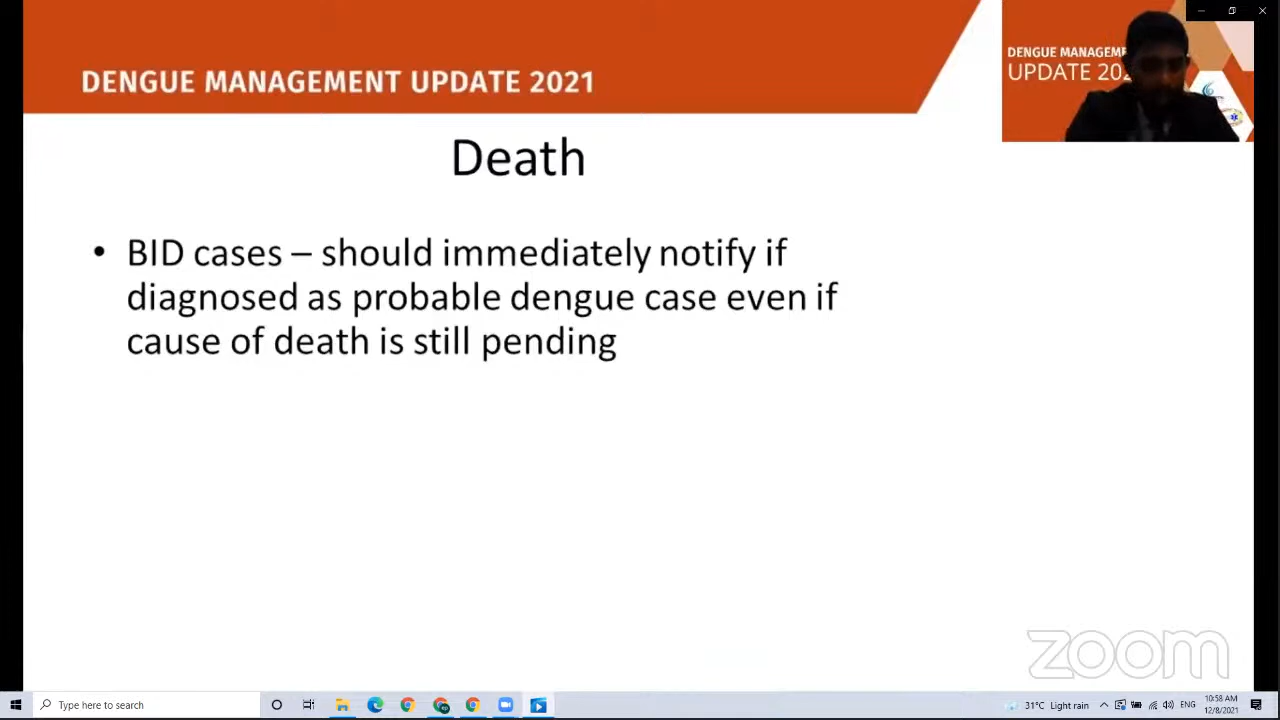 DENGUE MANAGEMENT UPDATE 2021
DENGUE MANAGEME
UPDATE 202
Death
• BID cases – should immediately notify if
diagnosed as probable dengue case even if
cause of death is still pending
zoom
Type here to search
31°C Light rain
ENG
10:58 AM
12/8/2021